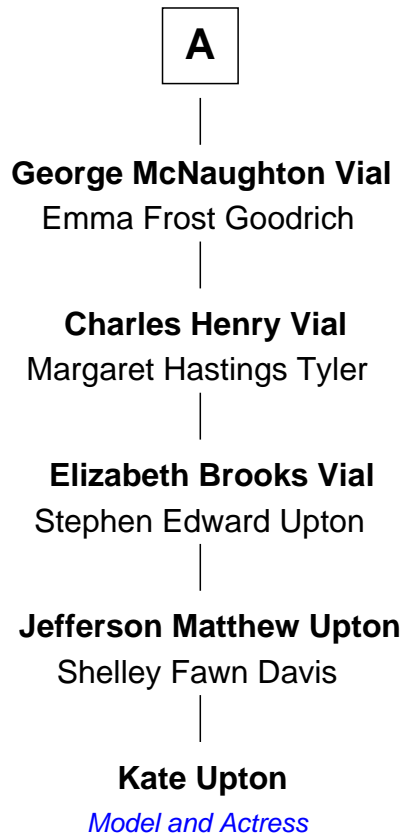 A
George McNaughton Vial
Emma Frost Goodrich
Charles Henry Vial
Margaret Hastings Tyler
Elizabeth Brooks Vial
Stephen Edward Upton
Jefferson Matthew Upton
Shelley Fawn Davis
Kate Upton
Model and Actress